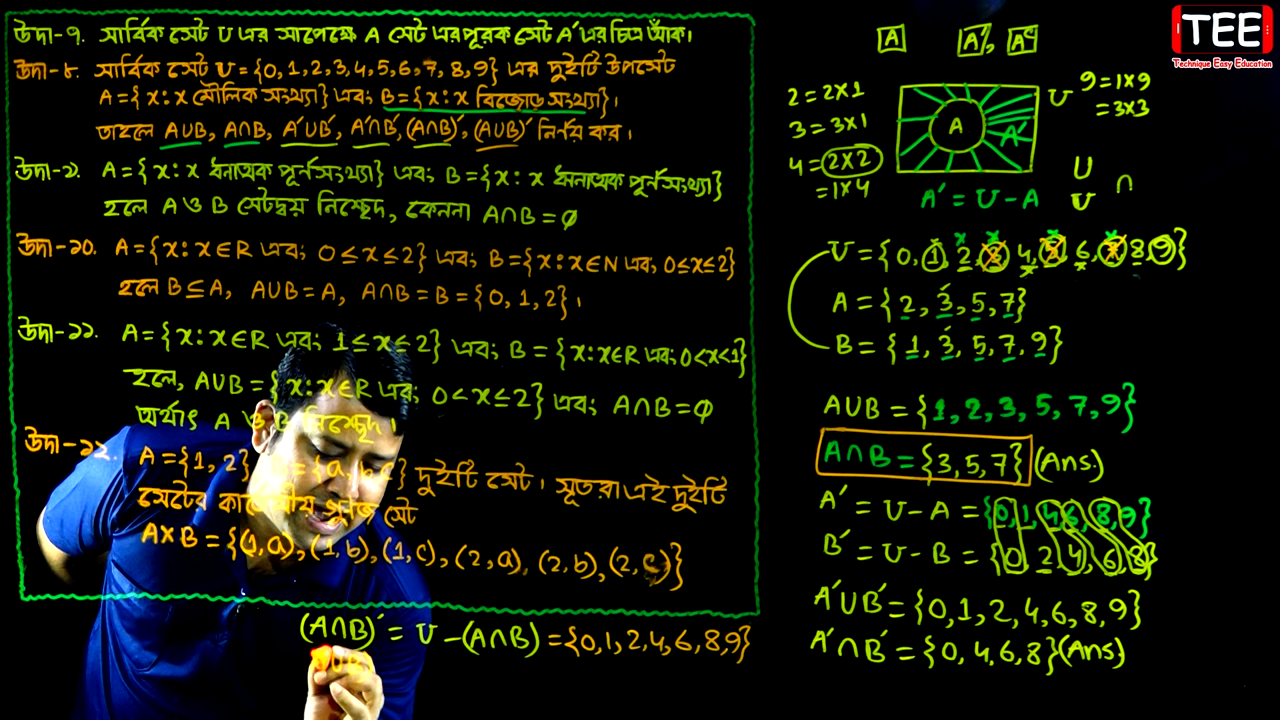 উদা-৭. সার্বিক সেট U এর সাপেক্ষে A সেট এর পূরক সেট A′ এর চিত্র আঁক।
উদা-৮. সার্বিক সেট U = {0, 1, 2, 3, 4, 5, 6, 7, 8, 9} এর দুইটি উপসেট
A = {x : x মৌলিক সংখ্যা} এবং B = {x : x বিজোড় সংখ্যা}।
তাহলে A∪B, A∩B, A′∪B′, A′∩B′, (A∩B)′, (A∪B)′ নির্ণয় কর।
উদা-৯. A = {x : x ধনাত্মক পূর্নসংখ্যা} এবং B = {x : x ঋনাত্মক পূর্নসংখ্যা}
হলে A ও B সেটদ্বয় নিশ্ছেদ, কেননা A∩B = φ
উদা-১০. A = {x : x∈R এবং 0≤x≤2} এবং B = {x : x∈N এবং 0≤x≤2}
হলে B⊆A, A∪B = A, A∩B = B = {0, 1, 2}।
উদা-১১. A = {x : x∈R এবং 1≤x≤2} এবং B = {x : x∈R এবং 0<x<1}
হলে, A∪B = {x : x∈R এবং 0<x≤2} এবং A∩B = φ
অর্থাৎ A ও B নিশ্ছেদ।
উদা-১২. A = {1, 2} = {a, b, c} দুইটি সেট। সুতরাং এই দুইটি
সেটের গুণজ সেট
A×B = {(1, a), (1, b), (1, c), (2, a), (2, b), (2, c)}
(A∩B)′ = U − (A∩B) = {0, 1, 2, 4, 6, 8, 9}
A A′, Aᶜ
TEE
Technique Easy Education
2 = 2×1
3 = 3×1
4 = 2×2
= 1×4
A A′ U
9 = 1×9
= 3×3
A′ = U − A
U ∩
U
U = {0, 1, 2, 3, 4, 5, 6, 7, 8, 9}
A = {2, 3, 5, 7}
B = {1, 3, 5, 7, 9}
A∪B = {1, 2, 3, 5, 7, 9}
A∩B = {3, 5, 7} (Ans.)
A′ = U − A = {0, 1, 4, 6, 8, 9}
B′ = U − B = {0, 2, 4, 6, 8}
A′∪B′ = {0, 1, 2, 4, 6, 8, 9}
A′∩B′ = {0, 4, 6, 8} (Ans)